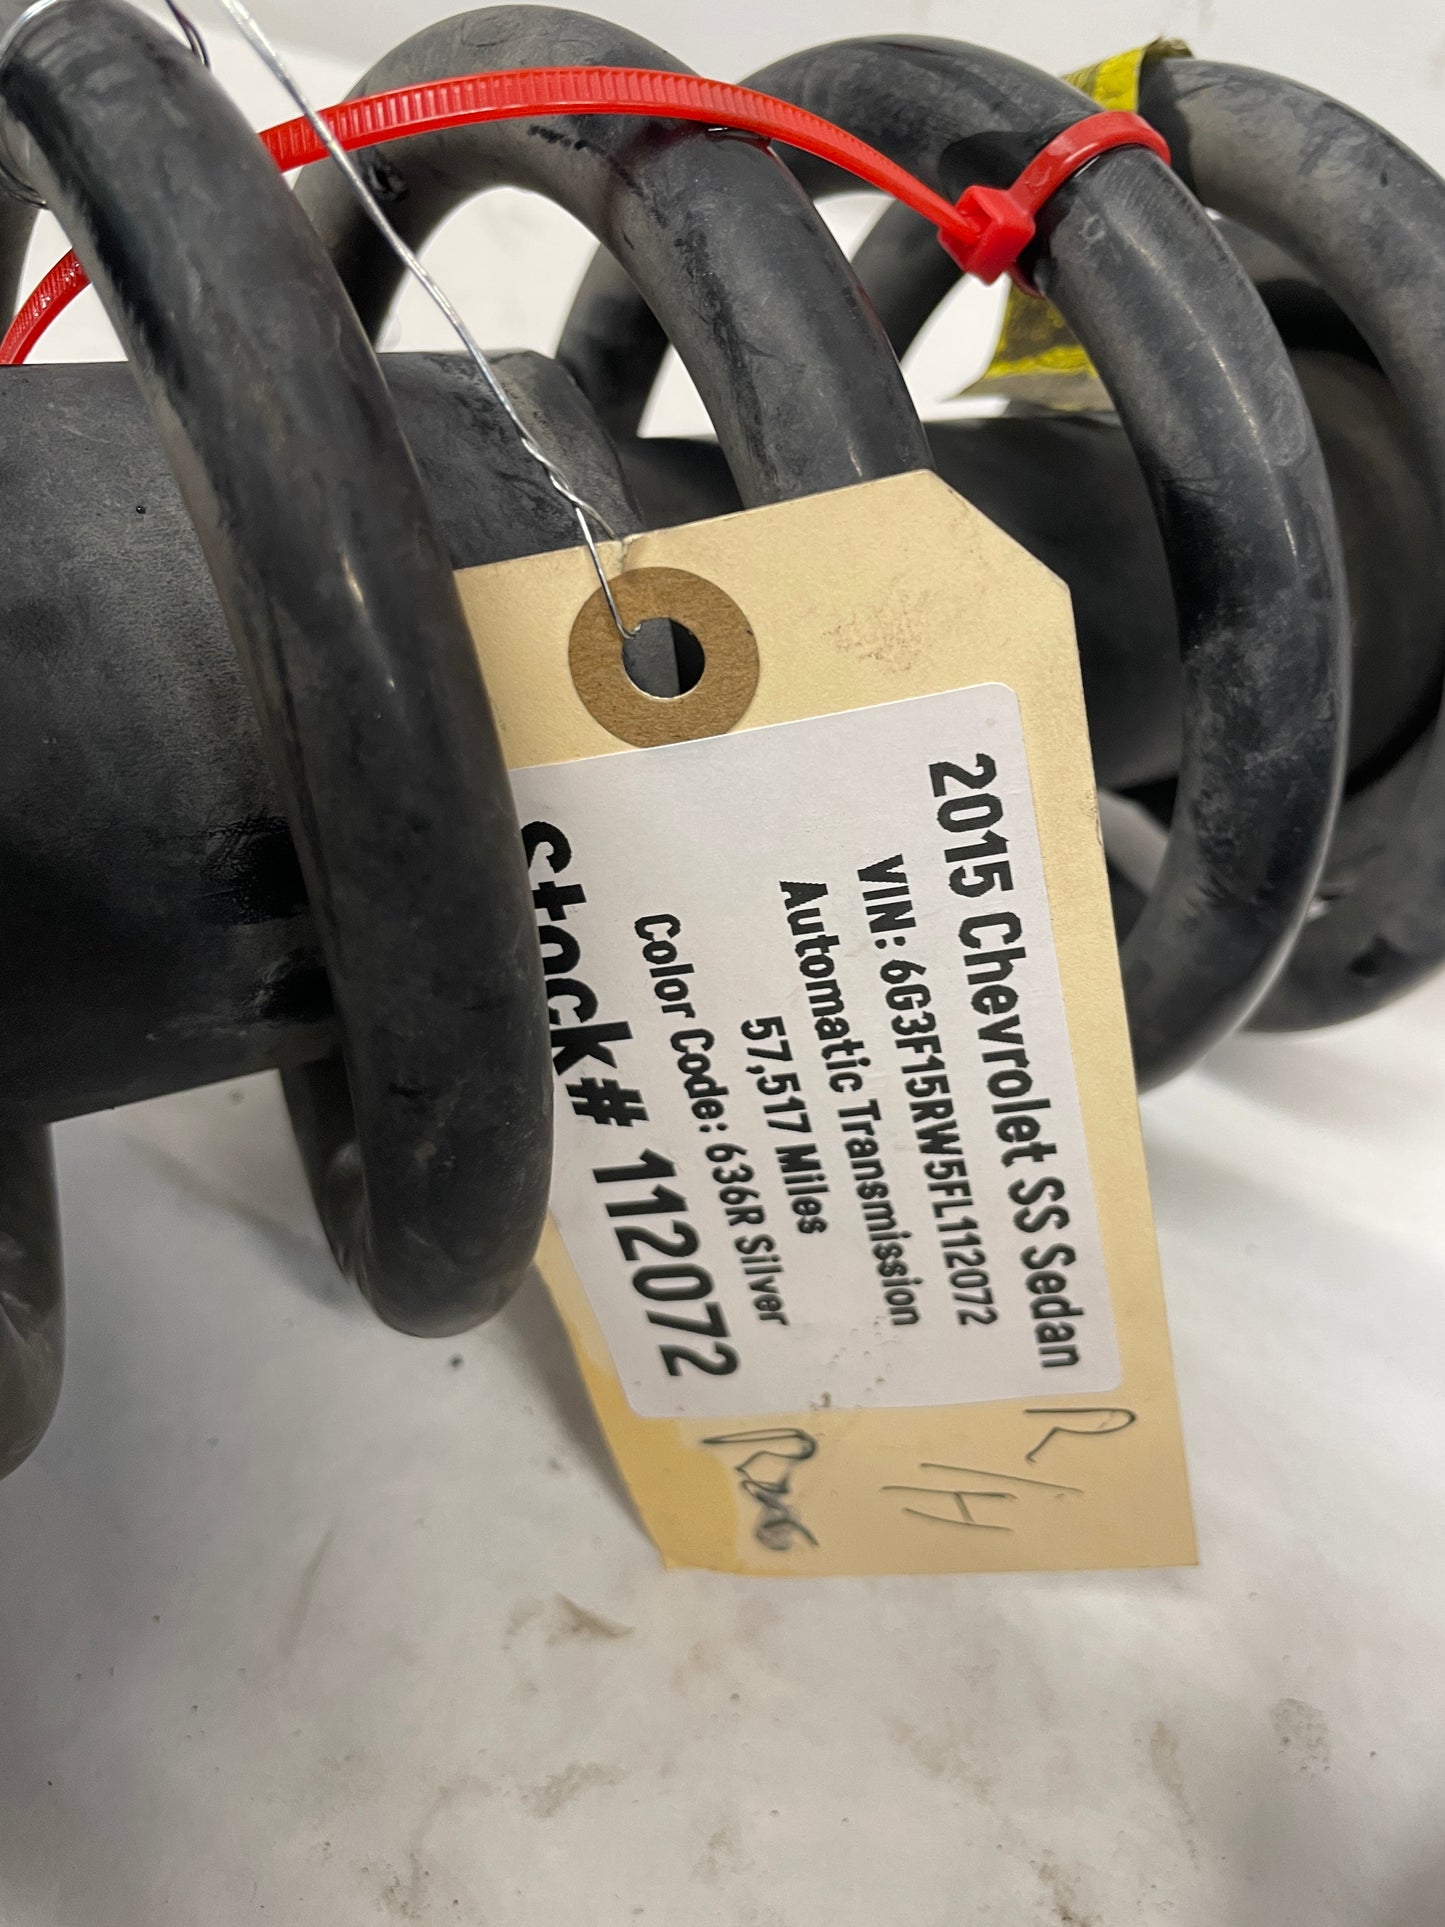 2015 Chevrolet SS Sedan
VIN: 6G3F15RW5FL112072
Automatic Transmission
57,517 Miles
Color Code: 636R Silver
Stock# 112072
R/H